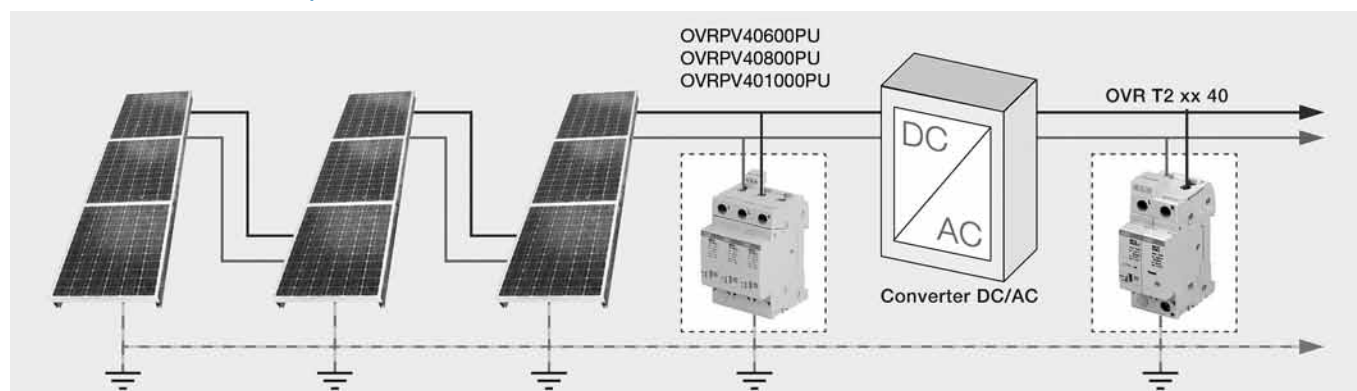 OVRPV40600PU
OVRPV40800PU
OVRPV401000PU
OVR T2 xx 40
DC
AC
Converter DC/AC